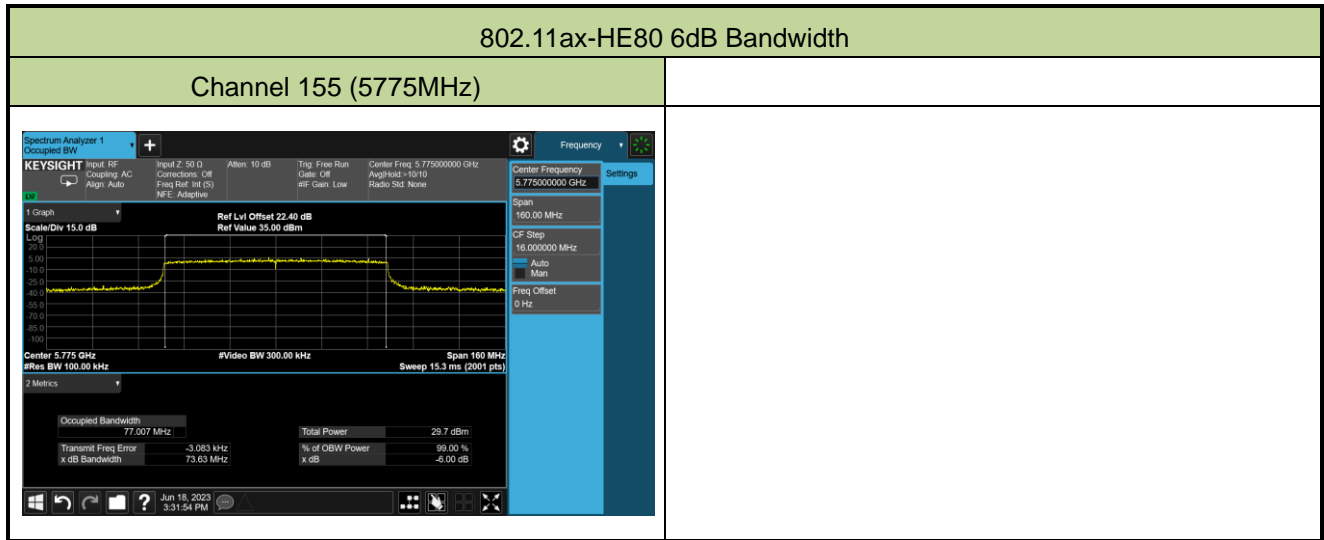 802.11ax-HE80 6dB Bandwidth
Channel 155 (5775MHz)
Spectrum Analyzer 1
Occupied BW
+
Frequency
KEYSIGHT
Input: RF
Coupling: AC
Align: Auto
Input Z: 50 Ω
Corrections: Off
Freq Ref: Int (S)
NFE: Adaptive
Atten: 10 dB
Trig: Free Run
Gate: Off
#IF Gain: Low
Center Freq: 5.775000000 GHz
Avg|Hold:>10/10
Radio Std: None
Center Frequency
5.775000000 GHz
Settings
Span
160.00 MHz
CF Step
16.000000 MHz
Auto
Man
Freq Offset
0 Hz
1 Graph
Scale/Div 15.0 dB
Ref Lvl Offset 22.40 dB
Ref Value 35.00 dBm
Log
20.0
5.00
-10.0
-25.0
-40.0
-55.0
-70.0
-85.0
-100
Center 5.775 GHz
#Res BW 100.00 kHz
#Video BW 300.00 kHz
Span 160 MHz
Sweep 15.3 ms (2001 pts)
2 Metrics
Occupied Bandwidth
77.007 MHz
Transmit Freq Error -3.083 kHz
x dB Bandwidth 73.63 MHz
Total Power 29.7 dBm
% of OBW Power 99.00 %
x dB -6.00 dB
?
Jun 18, 2023
3:31:54 PM